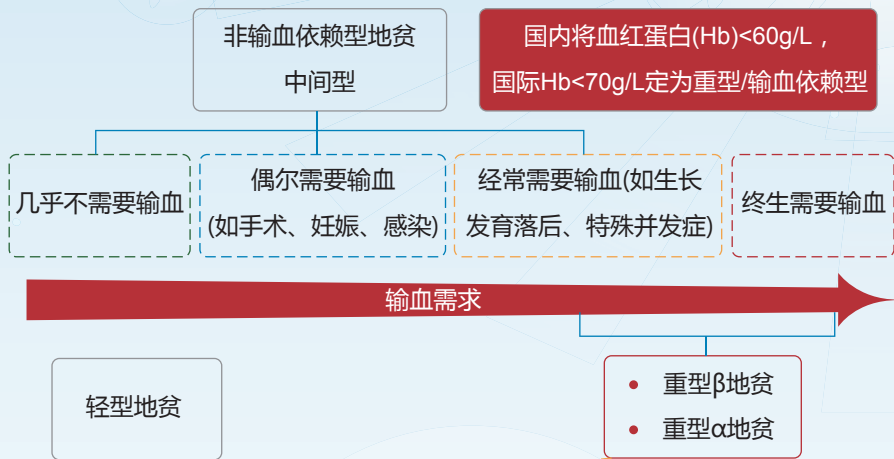 非输血依赖型地贫
中间型
国内将血红蛋白(Hb)<60g/L，
国际Hb<70g/L定为重型/输血依赖型
几乎不需要输血
偶尔需要输血
(如手术、妊娠、感染)
经常需要输血(如生长
发育落后、特殊并发症)
终生需要输血
输血需求
轻型地贫
• 重型β地贫
• 重型α地贫